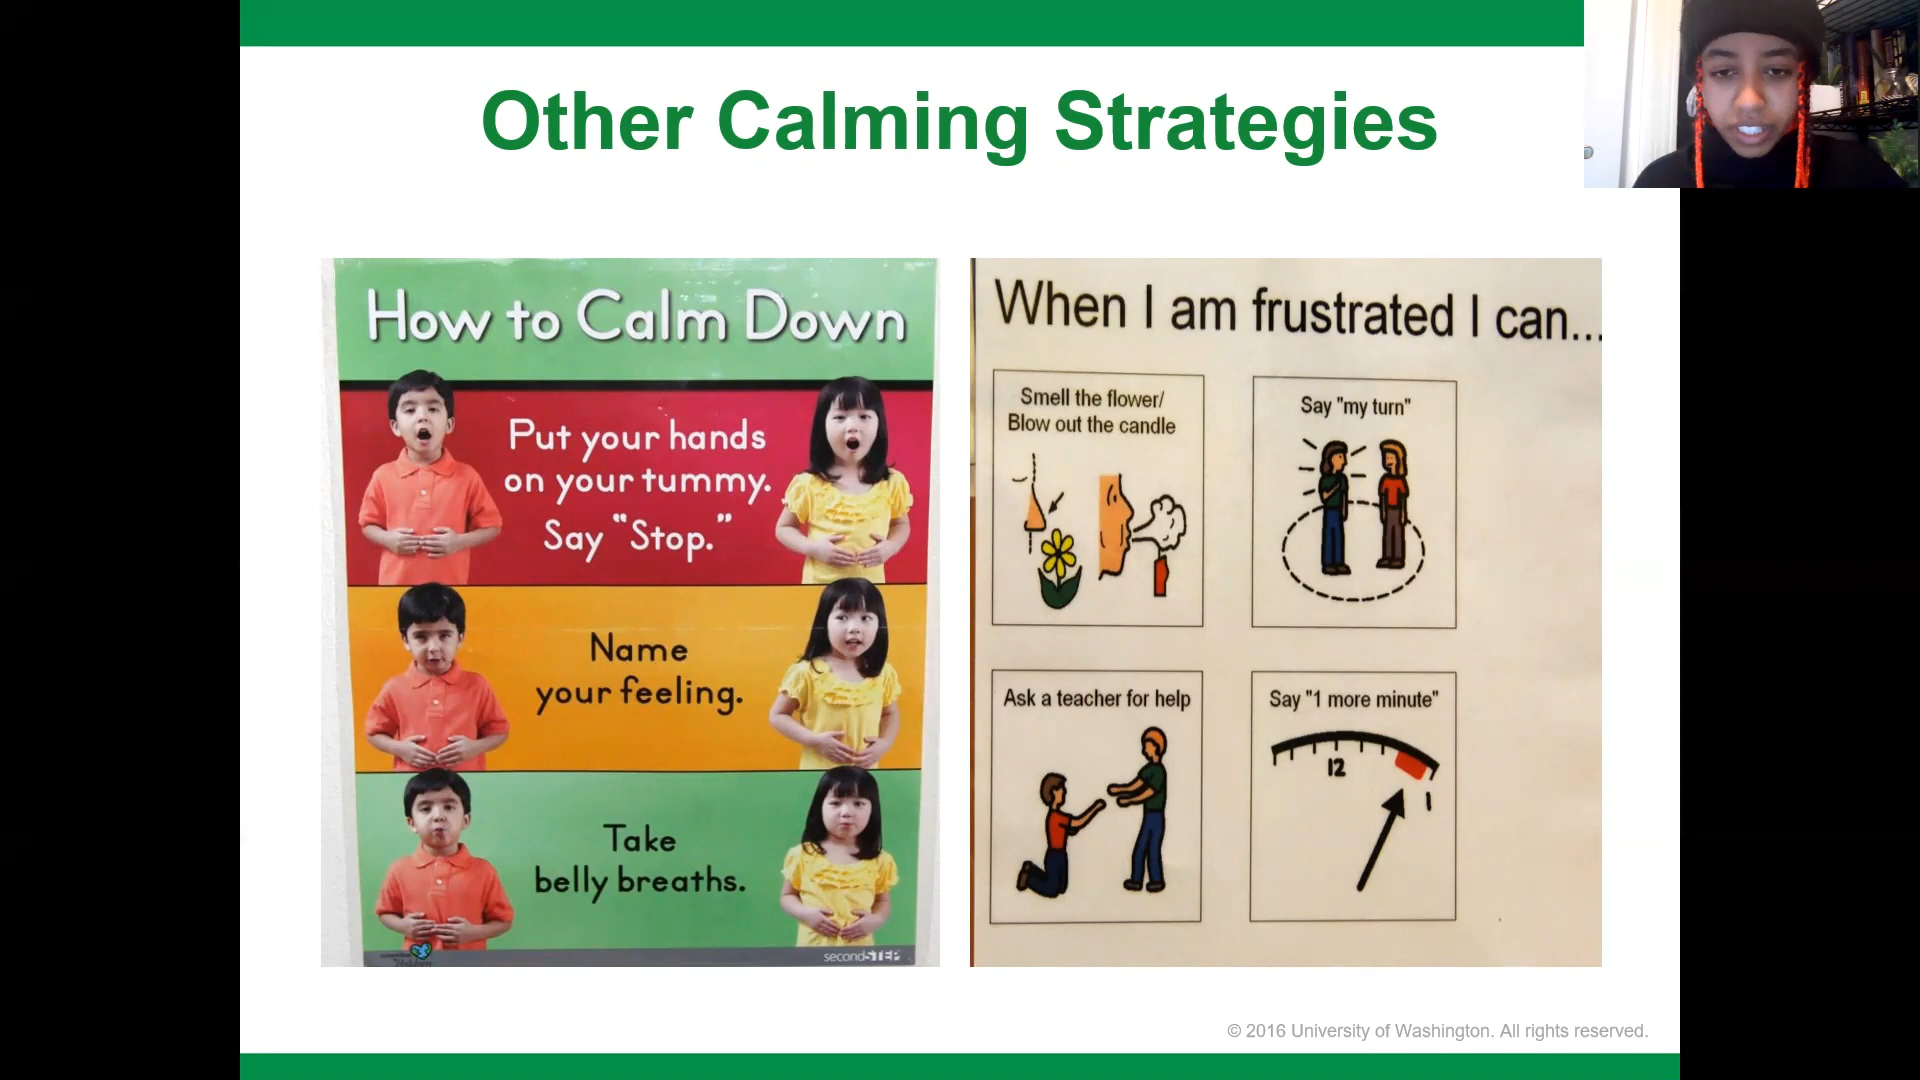 Other Calming Strategies
How to Calm Down
Put your hands
on your tummy.
Say “Stop.”
Name
your feeling.
Take
belly breaths.
secondSTEP
When I am frustrated I can...
Smell the flower/
Blow out the candle
Say "my turn"
Ask a teacher for help
Say "1 more minute"
12
1
© 2016 University of Washington. All rights reserved.